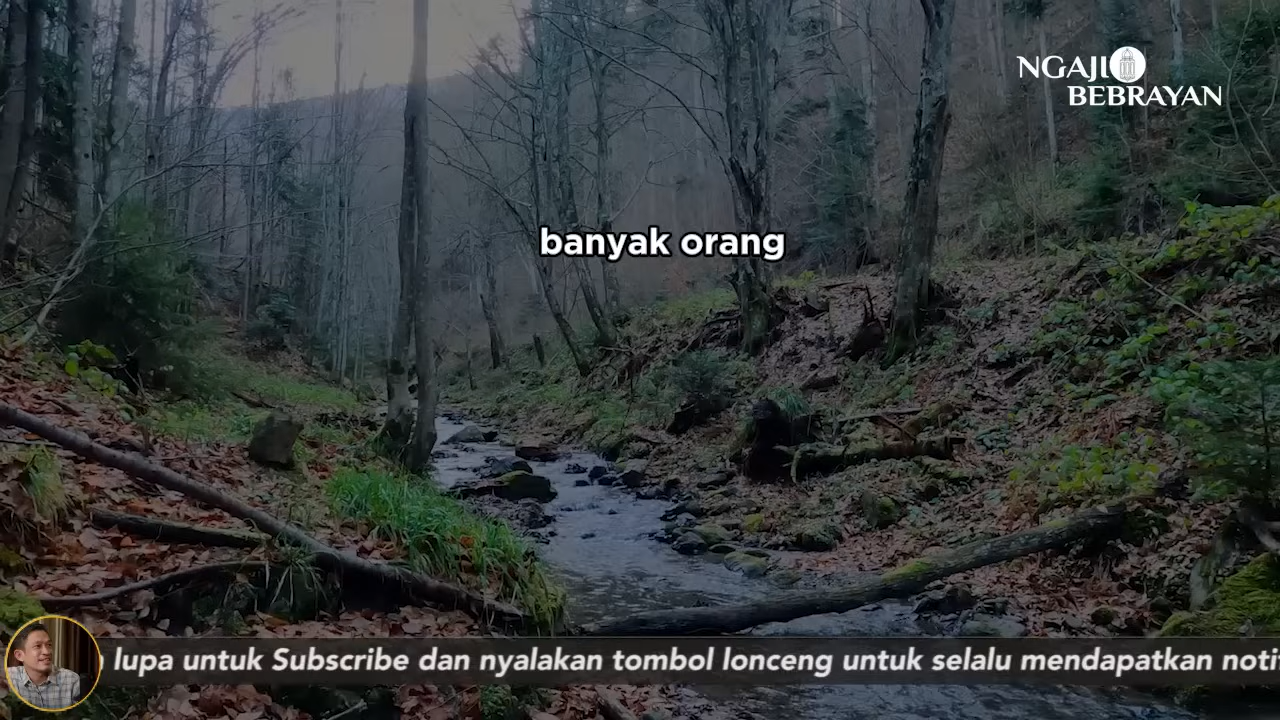 NGAJI
BEBRAYAN
banyak orang
lupa untuk Subscribe dan nyalakan tombol lonceng untuk selalu mendapatkan noti